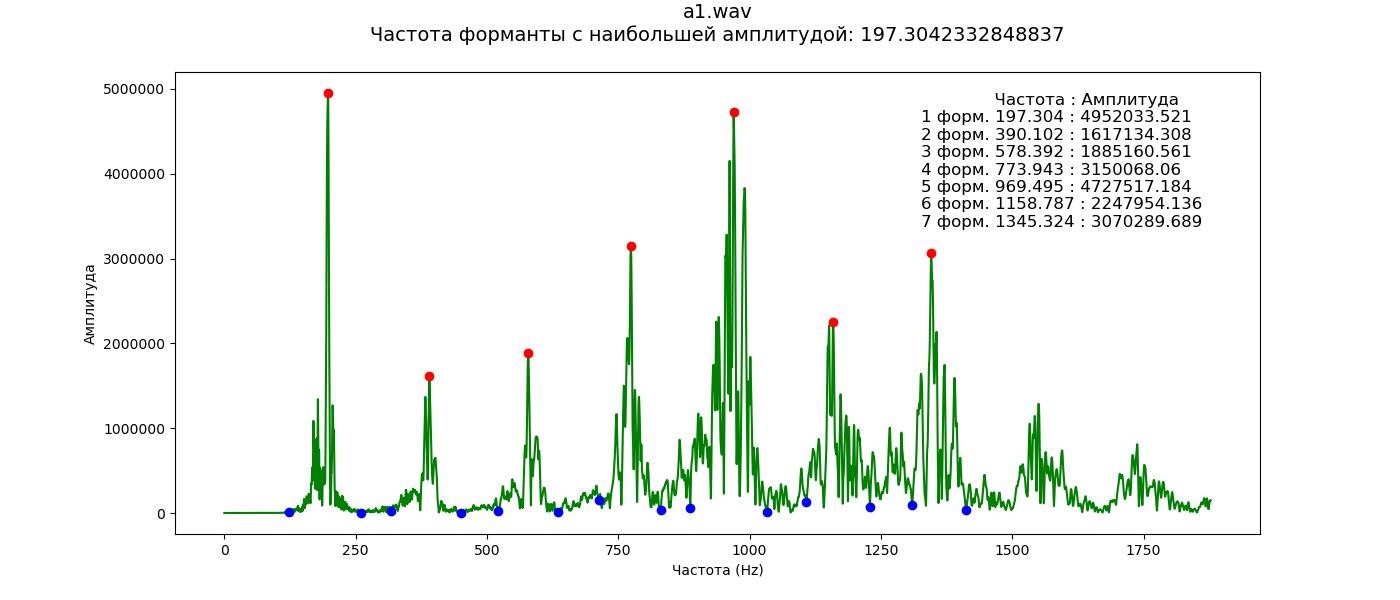 a1.wav
Частота форманты с наибольшей амплитудой: 197.3042332848837
Частота : Амплитуда
1 форм. 197.304 : 4952033.521
2 форм. 390.102 : 1617134.308
3 форм. 578.392 : 1885160.561
4 форм. 773.943 : 3150068.06
5 форм. 969.495 : 4727517.184
6 форм. 1158.787 : 2247954.136
7 форм. 1345.324 : 3070289.689
Амплитуда
5000000
4000000
3000000
2000000
1000000
0
0 250 500 750 1000 1250 1500 1750
Частота (Hz)